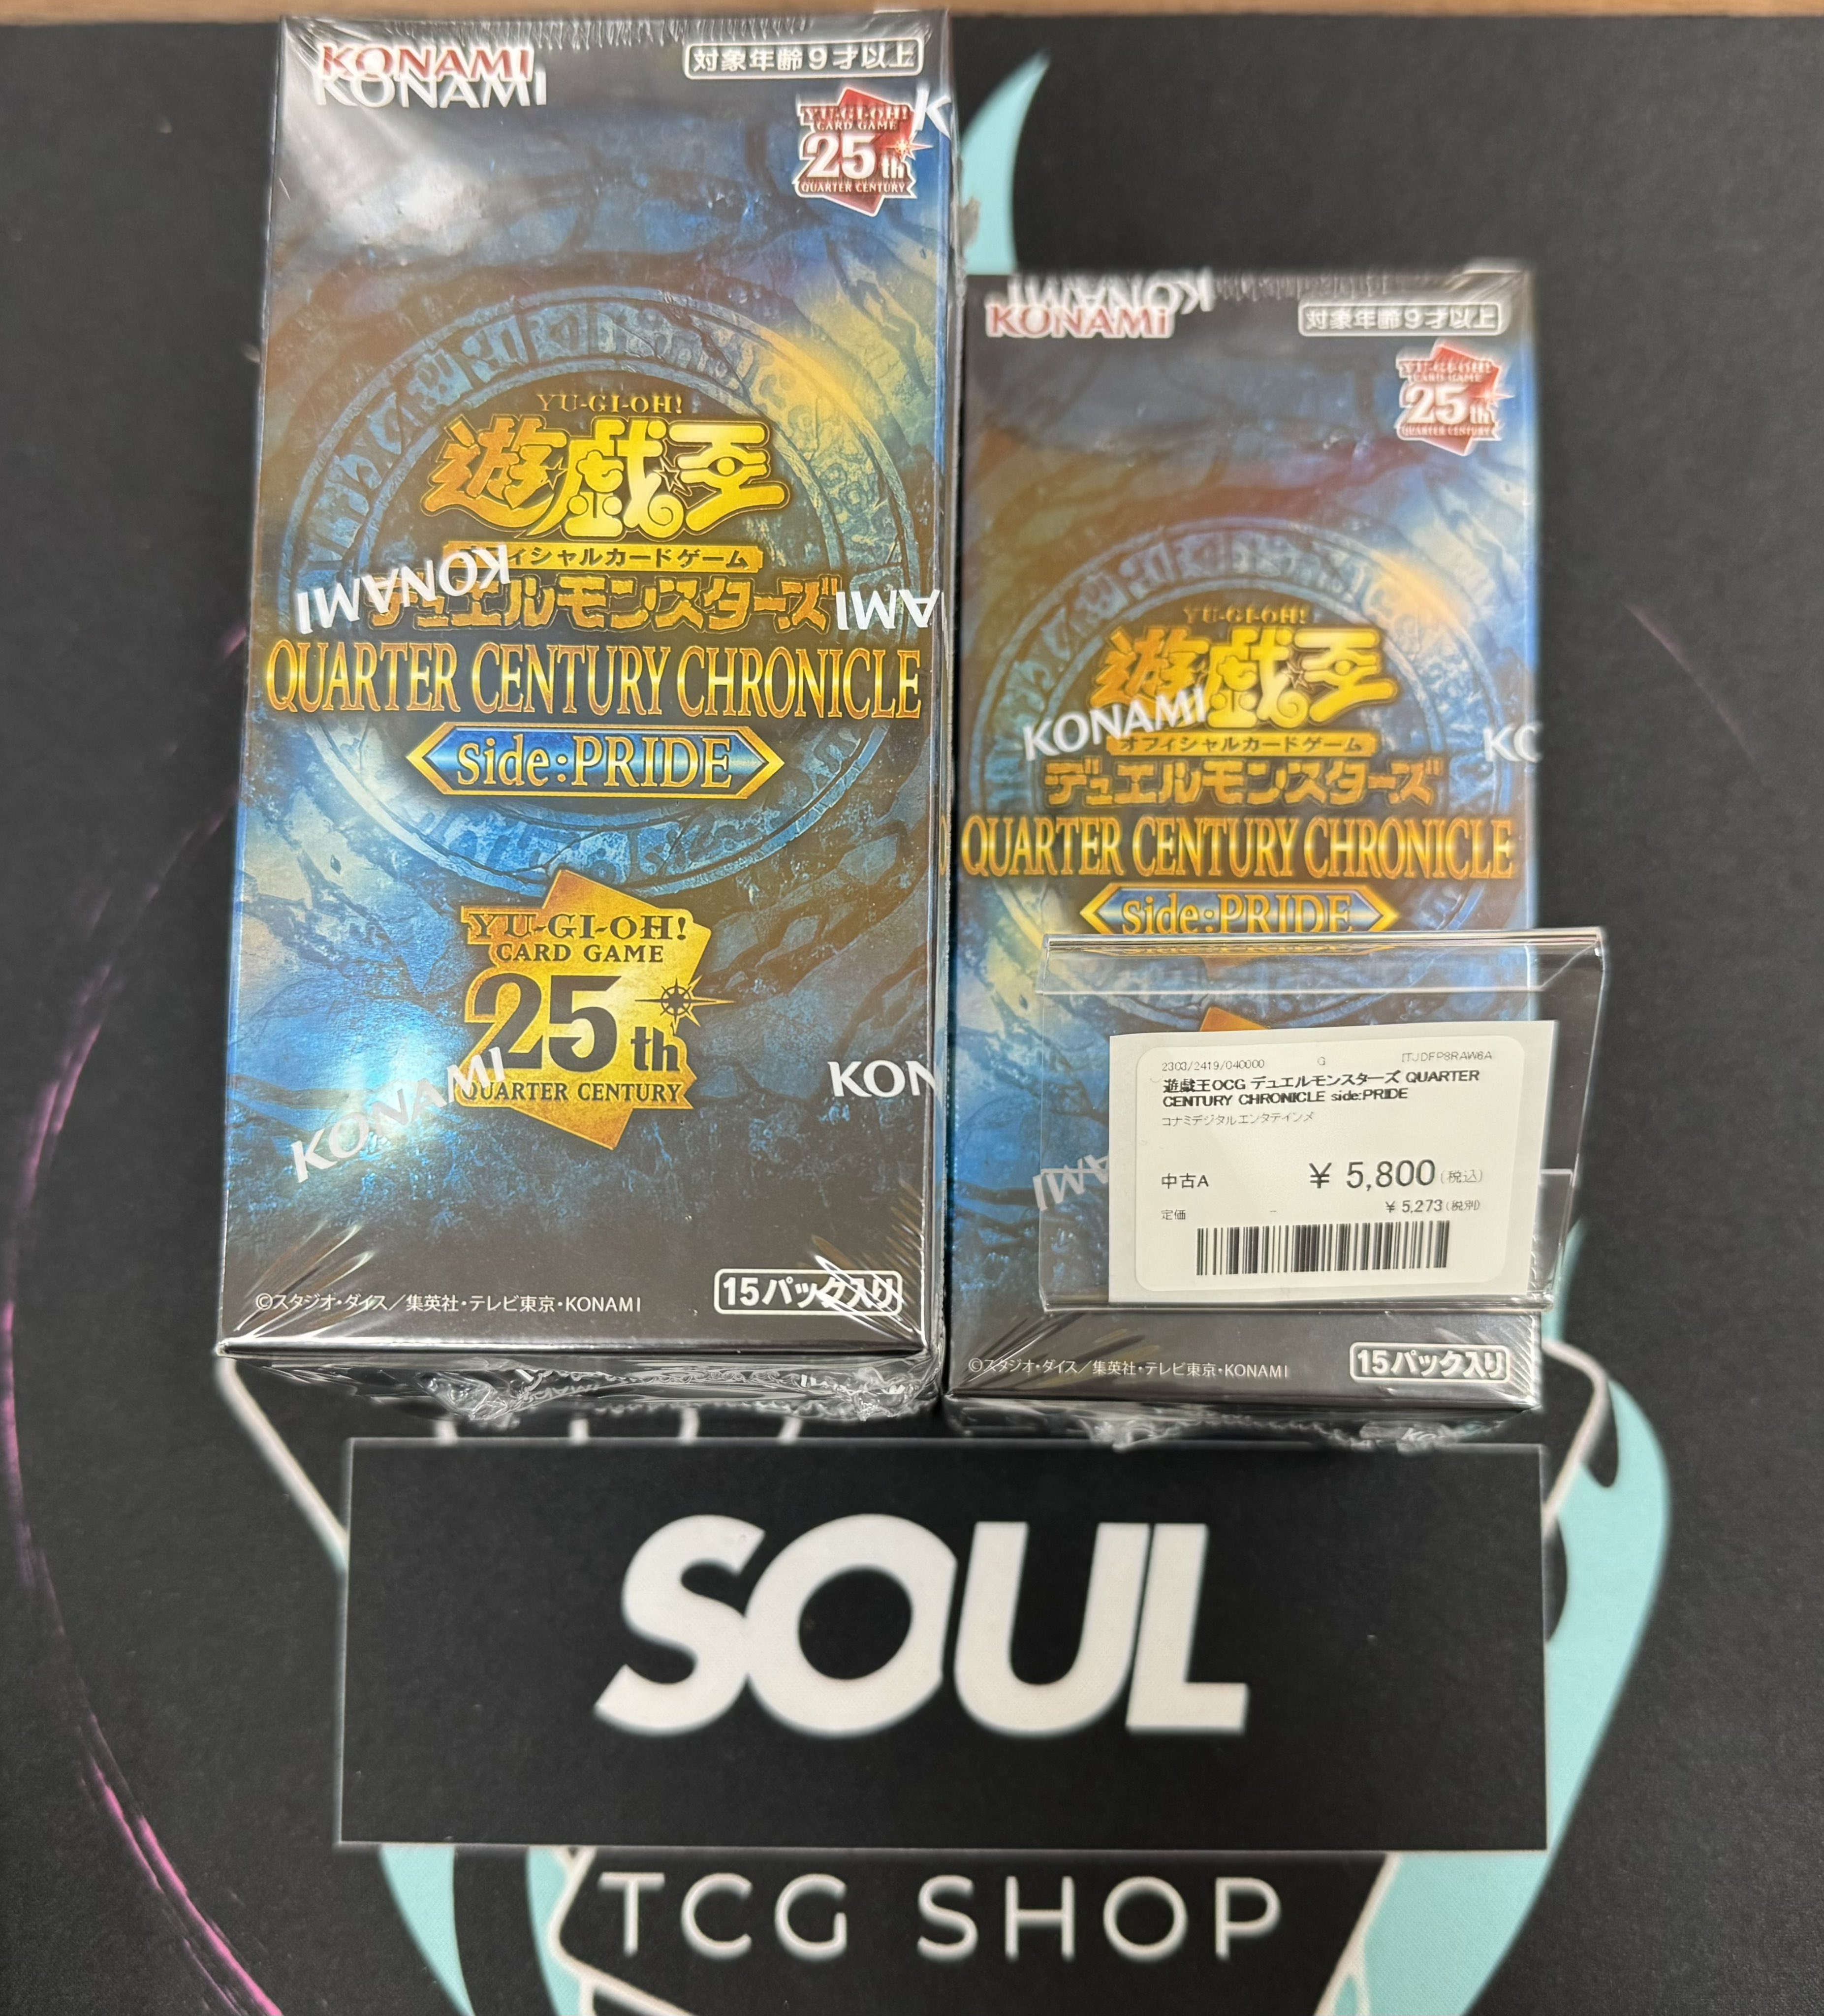 KONAMI
KONAMI
対象年齢9才以上
YU-GI-OH!
CARD GAME
25th
QUARTER CENTURY
K
YU-GI-OH!
遊戯王
オフィシャルカードゲーム
デュエルモンスターズ
KONAMI
KONAMI
AMI
QUARTER CENTURY CHRONICLE
side:PRIDE
YU-GI-OH!
CARD GAME
25th
QUARTER CENTURY
KONAMI
KON
©スタジオ・ダイス/集英社・テレビ東京・KONAMI
15パック入り
KONAMI
KONAMI
対象年齢9才以上
YU-GI-OH!
CARD GAME
25th
QUARTER CENTURY
YU-GI-OH!
遊戯王
KONAMI
KO
オフィシャルカードゲーム
デュエルモンスターズ
QUARTER CENTURY CHRONICLE
side:PRIDE
2303/2419/040000 G ITJDFP8RAW6A
遊戯王OCG デュエルモンスターズ QUARTER
CENTURY CHRONICLE side:PRIDE
コナミデジタルエンタテインメ
中古A ¥ 5,800(税込)
定価 - ¥ 5,273(税別)
©スタジオ・ダイス/集英社・テレビ東京・KONAMI
15パック入り
SOUL
TCG SHOP